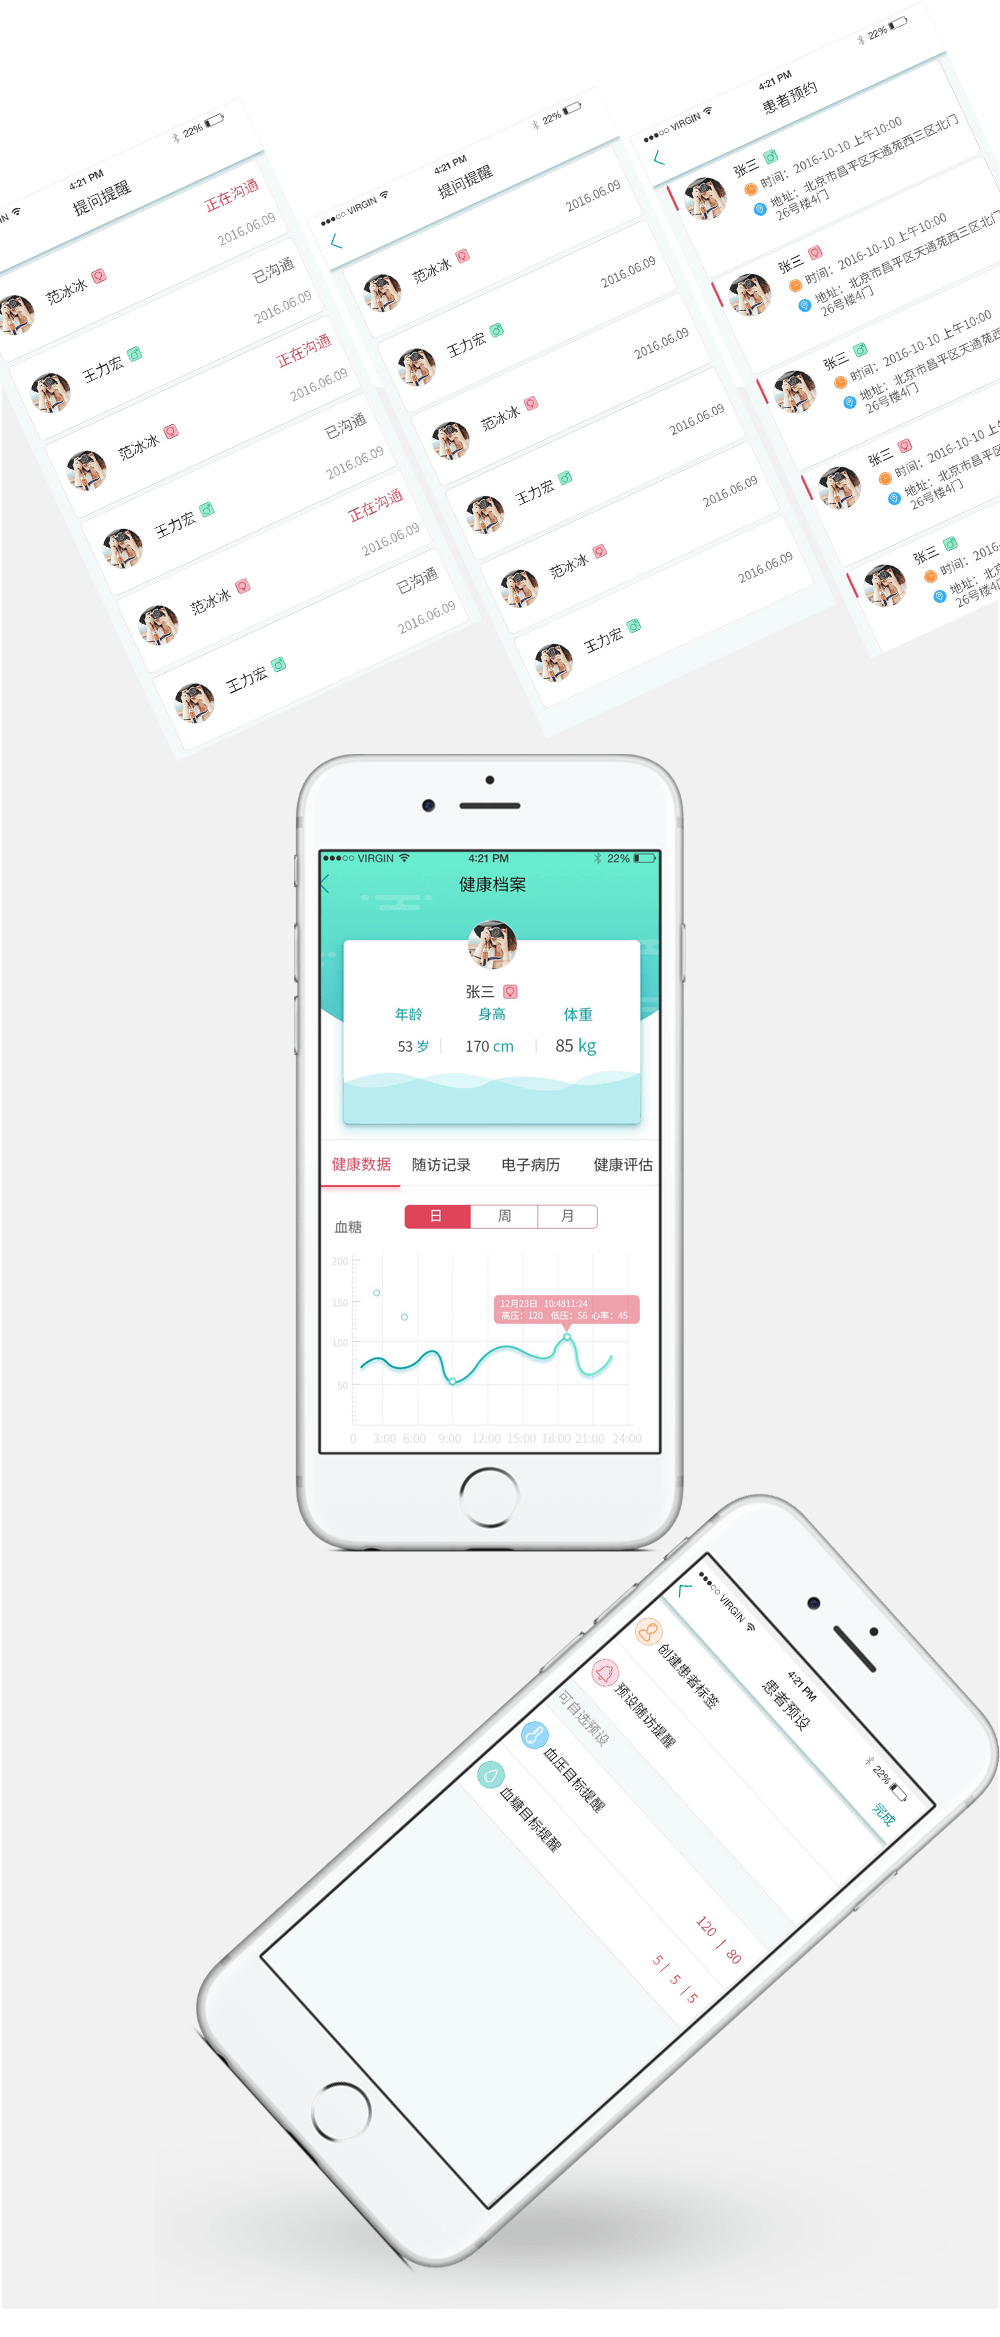 IN
4:21 PM
22%
提问提醒
正在沟通
范冰冰
2016.06.09
已沟通
王力宏
2016.06.09
正在沟通
范冰冰
2016.06.09
已沟通
王力宏
2016.06.09
正在沟通
范冰冰
2016.06.09
已沟通
王力宏
2016.06.09
VIRGIN
4:21 PM
22%
提问提醒
2016.06.09
范冰冰
2016.06.09
王力宏
2016.06.09
范冰冰
2016.06.09
王力宏
2016.06.09
范冰冰
2016.06.09
王力宏
VIRGIN
4:21 PM
22%
患者预约
张三
时间：2016-10-10 上午10:00
地址：北京市昌平区天通苑西三区北门
26号楼4门
张三
时间：2016-10-10 上午10:00
地址：北京市昌平区天通苑西三区北门
26号楼4门
张三
时间：2016-10-10 上午10:00
地址：北京市昌平区天通苑西
26号楼4门
张三
时间：2016-10-10 上午
地址：北京市昌平区
26号楼4门
张三
时间：2016-
地址：北京
26号楼4门
VIRGIN 4:21 PM 22%
健康档案
张三
年龄 身高 体重
53 岁 170 cm 85 kg
健康数据 随访记录 电子病历 健康评估
日 周 月
血糖
200
150
12月23日 10:4811:24
高压：120 低压：56 心率：45
100
50
0 3:00 6:00 9:00 12:00 15:00 18:00 21:00 24:00
VIRGIN
4:21 PM
22%
患者预设
完成
创建患者标签
预设随访提醒
可自选预设
血压目标提醒
120 | 80
血糖目标提醒
5 | 5 | 5